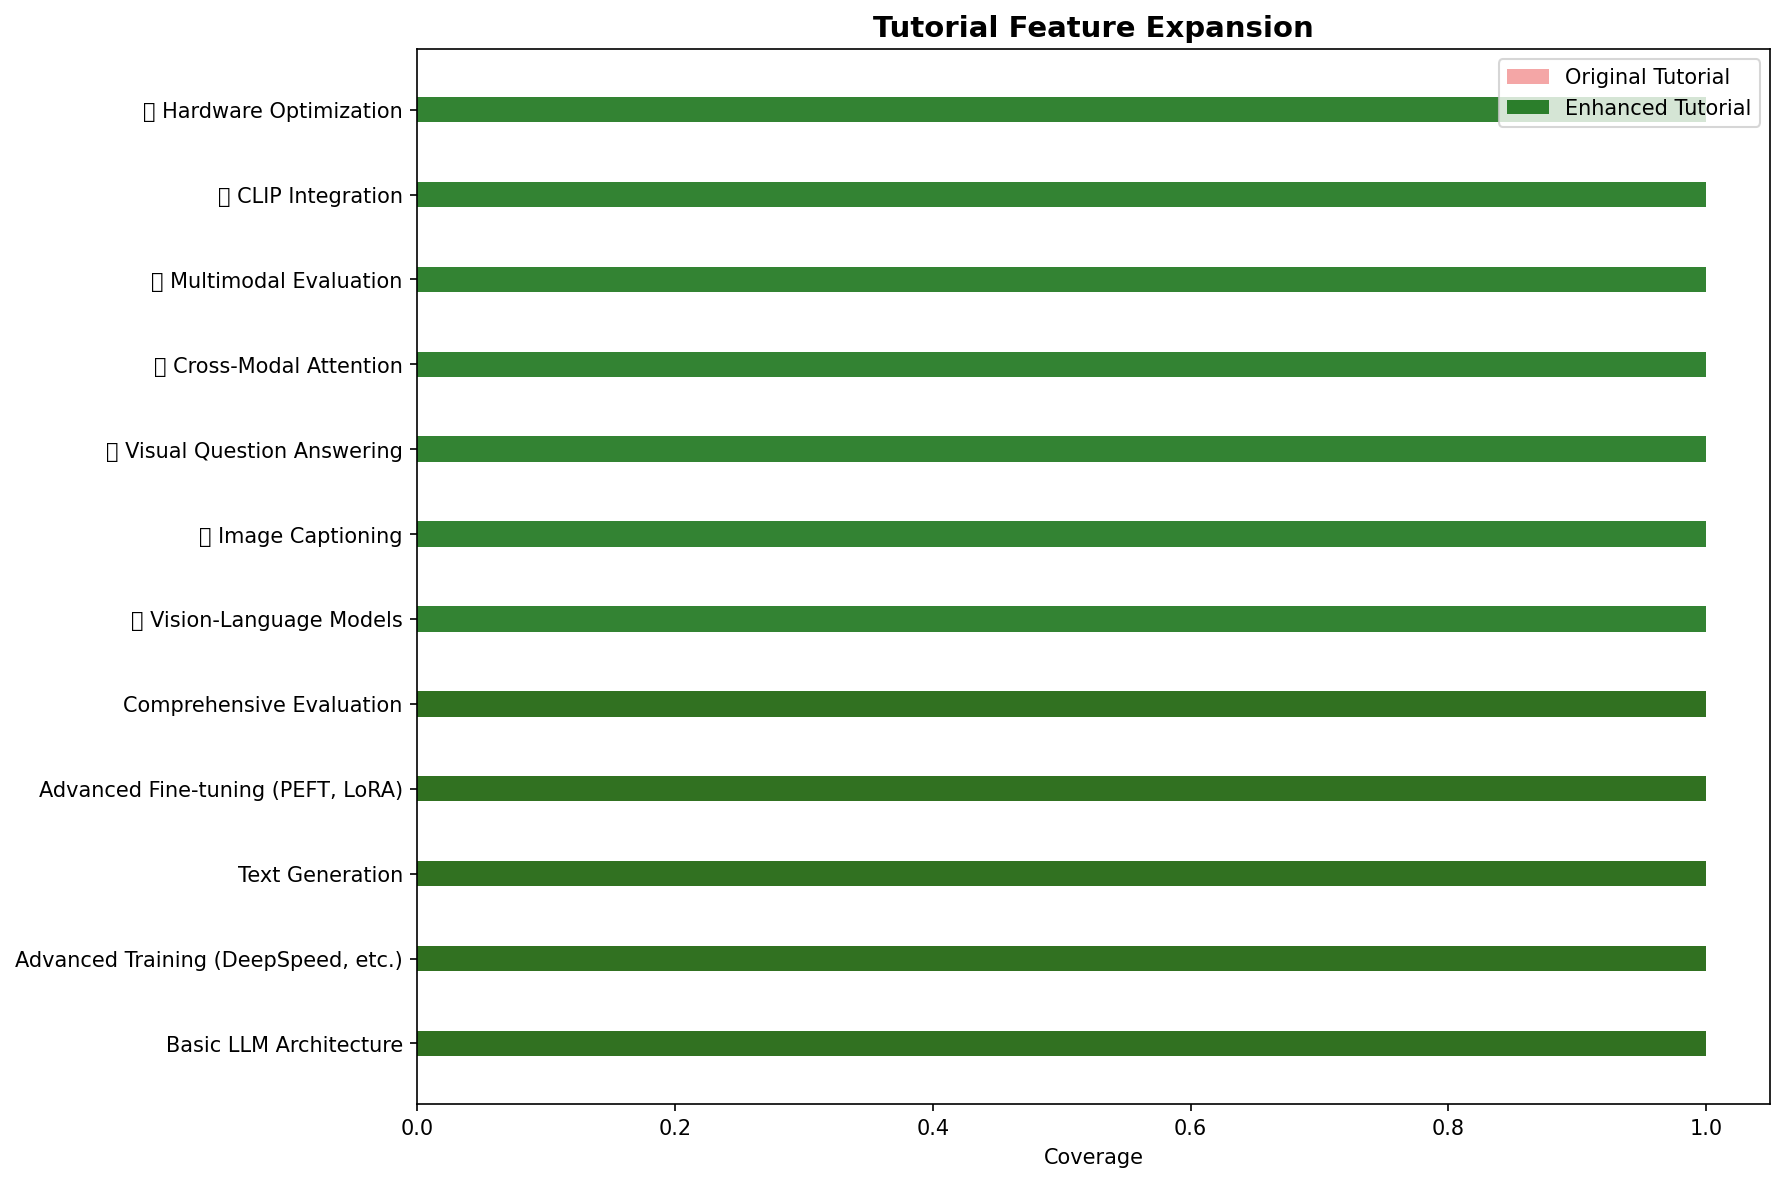 Tutorial Feature Expansion
Original Tutorial
Enhanced Tutorial
Hardware Optimization
CLIP Integration
Multimodal Evaluation
Cross-Modal Attention
Visual Question Answering
Image Captioning
Vision-Language Models
Comprehensive Evaluation
Advanced Fine-tuning (PEFT, LoRA)
Text Generation
Advanced Training (DeepSpeed, etc.)
Basic LLM Architecture
0.0 0.2 0.4 0.6 0.8 1.0
Coverage